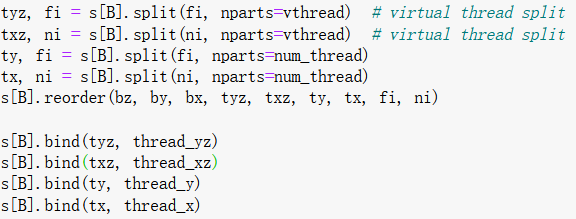 tyz, fi = s[B].split(fi, nparts=vthread)  # virtual thread split
txz, ni = s[B].split(ni, nparts=vthread)  # virtual thread split
ty, fi = s[B].split(fi, nparts=num_thread)
tx, ni = s[B].split(ni, nparts=num_thread)
s[B].reorder(bz, by, bx, tyz, txz, ty, tx, fi, ni)
s[B].bind(tyz, thread_yz)
s[B].bind(txz, thread_xz)
s[B].bind(ty, thread_y)
s[B].bind(tx, thread_x)